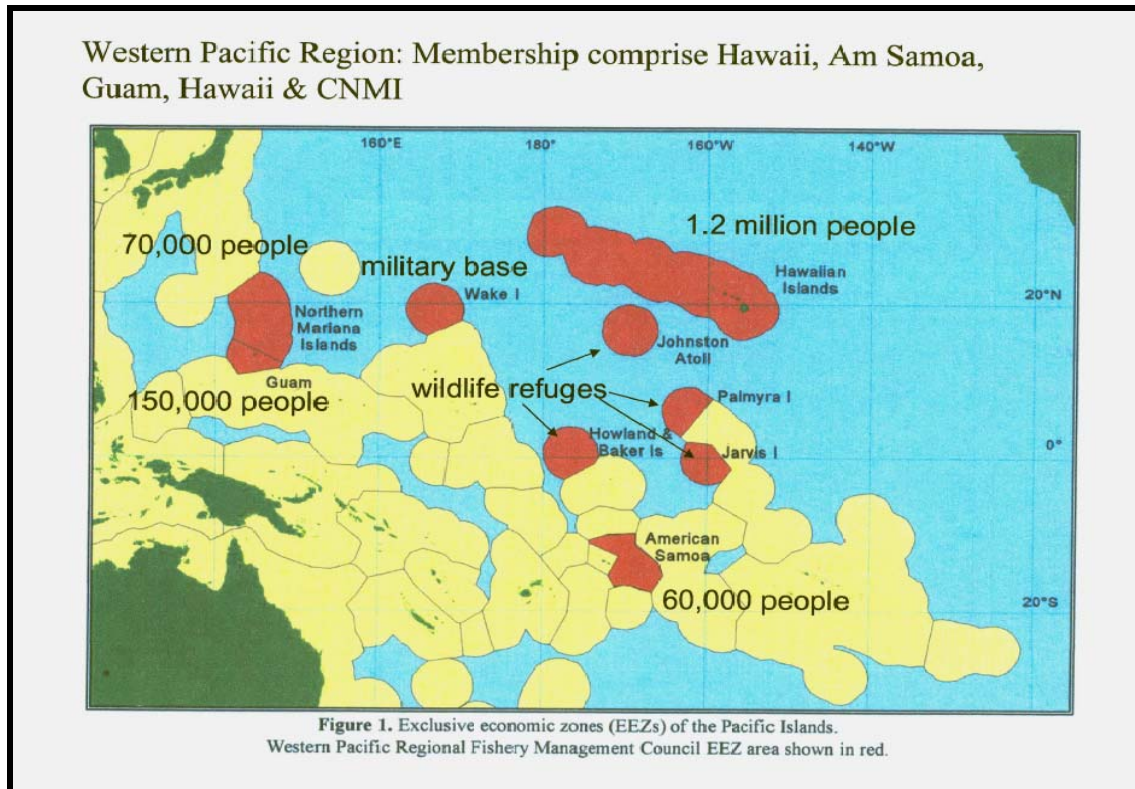 Western Pacific Region: Membership comprise Hawaii, Am Samoa,
Guam, Hawaii & CNMI
160°E
180°
160°W
140°W
70,000 people
1.2 million people
military base
Wake I
Hawaiian
Islands
20°N
Northern
Mariana
Islands
Johnston
Atoll
Guam
wildlife refuges
Palmyra I
150,000 people
Howland &
Baker Is
Jarvis I
0°
American
Samoa
60,000 people
20°S
Figure 1. Exclusive economic zones (EEZs) of the Pacific Islands.
Western Pacific Regional Fishery Management Council EEZ area shown in red.